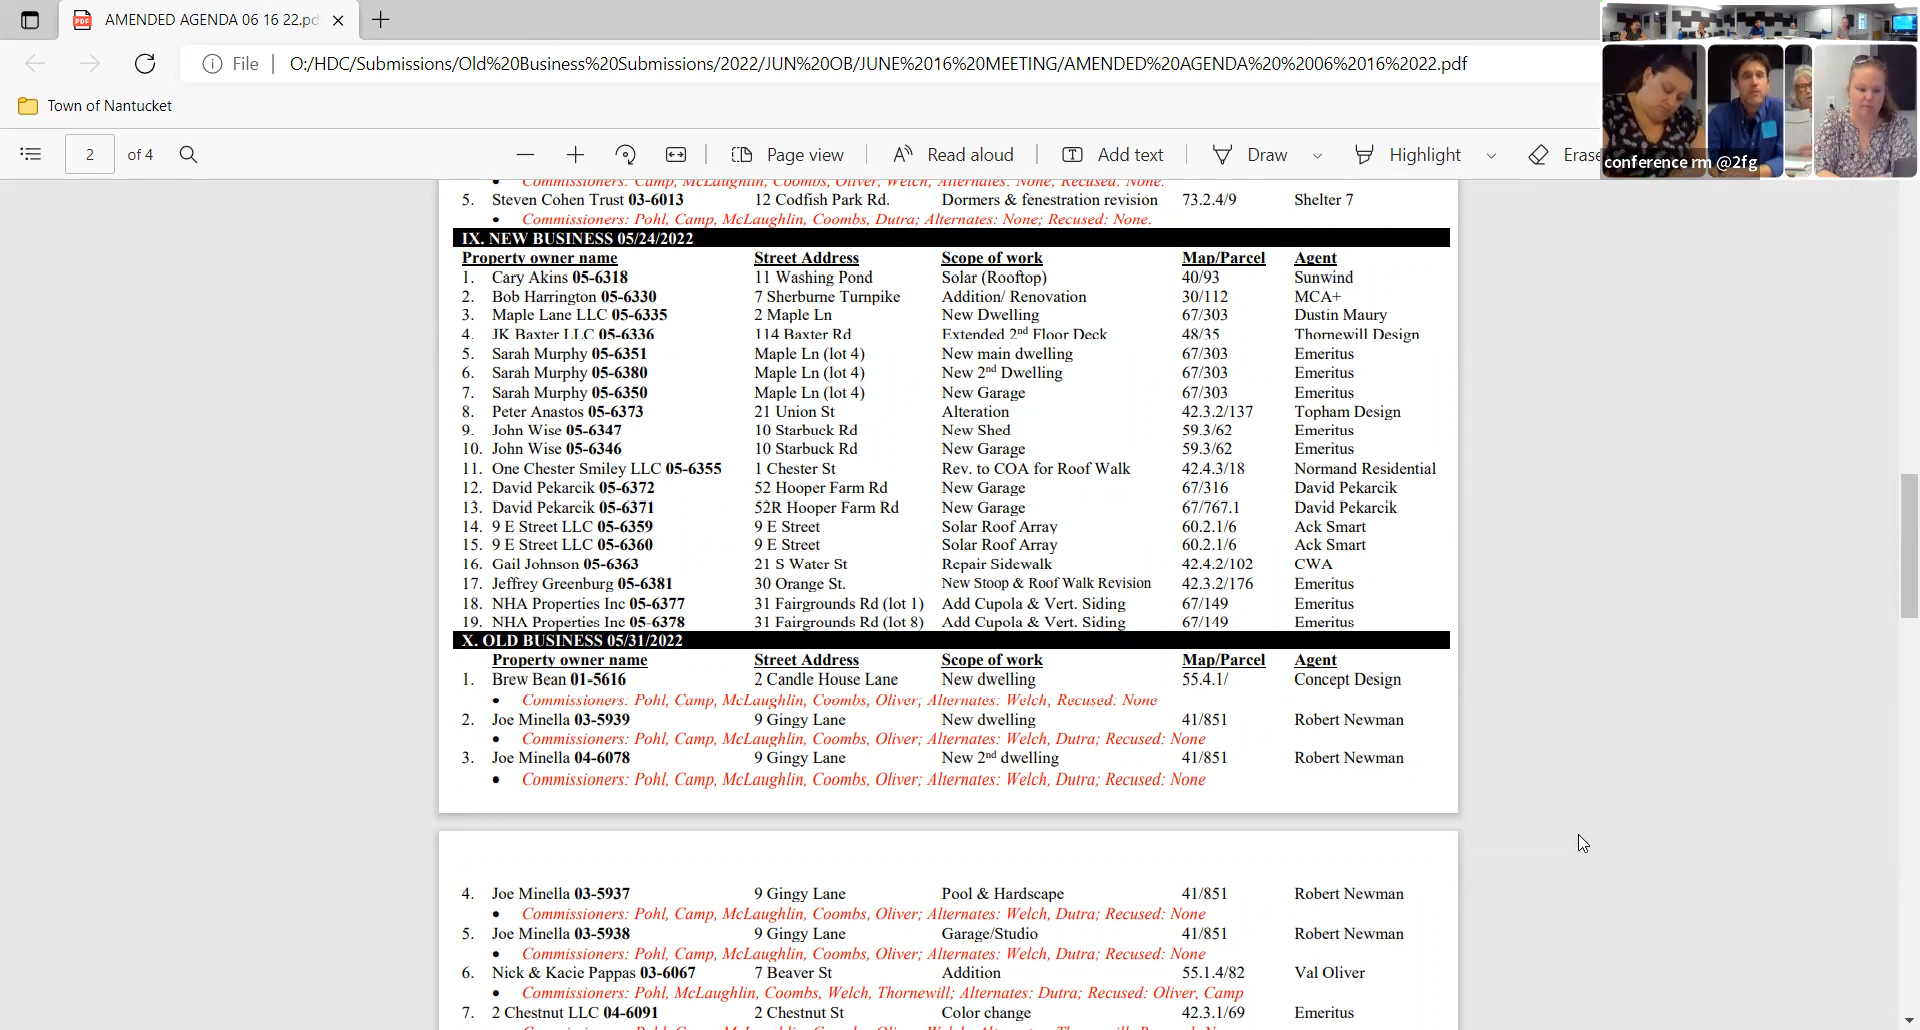 AMENDED AGENDA 06 16 22.pd
File
O:/HDC/Submissions/Old%20Business%20Submissions/2022/JUN%20OB/JUNE%2016%20MEETING/AMENDED%20AGENDA%20%2006%2016%2022.pdf
Town of Nantucket
2 of 4 Page view Read aloud Add text Draw Highlight Erase
conference rm @2fg
• Commissioners: Camp, McLaughlin, Coombs, Oliver, Welch, Alternates: None; Recused: None.
5. Steven Cohen Trust 03-6013 12 Codfish Park Rd. Dormers & fenestration revision 73.2.4/9 Shelter 7
• Commissioners: Pohl, Camp, McLaughlin, Coombs, Dutra; Alternates: None; Recused: None.
IX. NEW BUSINESS 05/24/2022
Property owner name Street Address Scope of work Map/Parcel Agent
1. Cary Akins 05-6318 11 Washing Pond Solar (Rooftop) 40/93 Sunwind
2. Bob Harrington 05-6330 7 Sherburne Turnpike Addition/ Renovation 30/112 MCA+
3. Maple Lane LLC 05-6335 2 Maple Ln New Dwelling 67/303 Dustin Maury
4. JK Baxter LLC 05-6336 114 Baxter Rd Extended 2nd Floor Deck 48/35 Thornewill Design
5. Sarah Murphy 05-6351 Maple Ln (lot 4) New main dwelling 67/303 Emeritus
6. Sarah Murphy 05-6380 Maple Ln (lot 4) New 2nd Dwelling 67/303 Emeritus
7. Sarah Murphy 05-6350 Maple Ln (lot 4) New Garage 67/303 Emeritus
8. Peter Anastos 05-6373 21 Union St Alteration 42.3.2/137 Topham Design
9. John Wise 05-6347 10 Starbuck Rd New Shed 59.3/62 Emeritus
10. John Wise 05-6346 10 Starbuck Rd New Garage 59.3/62 Emeritus
11. One Chester Smiley LLC 05-6355 1 Chester St Rev. to COA for Roof Walk 42.4.3/18 Normand Residential
12. David Pekarcik 05-6372 52 Hooper Farm Rd New Garage 67/316 David Pekarcik
13. David Pekarcik 05-6371 52R Hooper Farm Rd New Garage 67/767.1 David Pekarcik
14. 9 E Street LLC 05-6359 9 E Street Solar Roof Array 60.2.1/6 Ack Smart
15. 9 E Street LLC 05-6360 9 E Street Solar Roof Array 60.2.1/6 Ack Smart
16. Gail Johnson 05-6363 21 S Water St Repair Sidewalk 42.4.2/102 CWA
17. Jeffrey Greenburg 05-6381 30 Orange St. New Stoop & Roof Walk Revision 42.3.2/176 Emeritus
18. NHA Properties Inc 05-6377 31 Fairgrounds Rd (lot 1) Add Cupola & Vert. Siding 67/149 Emeritus
19. NHA Properties Inc 05-6378 31 Fairgrounds Rd (lot 8) Add Cupola & Vert. Siding 67/149 Emeritus
X. OLD BUSINESS 05/31/2022
Property owner name Street Address Scope of work Map/Parcel Agent
1. Brew Bean 01-5616 2 Candle House Lane New dwelling 55.4.1/ Concept Design
• Commissioners: Pohl, Camp, McLaughlin, Coombs, Oliver; Alternates: Welch, Recused: None
2. Joe Minella 03-5939 9 Gingy Lane New dwelling 41/851 Robert Newman
• Commissioners: Pohl, Camp, McLaughlin, Coombs, Oliver; Alternates: Welch, Dutra; Recused: None
3. Joe Minella 04-6078 9 Gingy Lane New 2nd dwelling 41/851 Robert Newman
• Commissioners: Pohl, Camp, McLaughlin, Coombs, Oliver; Alternates: Welch, Dutra; Recused: None
4. Joe Minella 03-5937 9 Gingy Lane Pool & Hardscape 41/851 Robert Newman
• Commissioners: Pohl, Camp, McLaughlin, Coombs, Oliver; Alternates: Welch, Dutra; Recused: None
5. Joe Minella 03-5938 9 Gingy Lane Garage/Studio 41/851 Robert Newman
• Commissioners: Pohl, Camp, McLaughlin, Coombs, Oliver; Alternates: Welch, Dutra; Recused: None
6. Nick & Kacie Pappas 03-6067 7 Beaver St Addition 55.1.4/82 Val Oliver
• Commissioners: Pohl, McLaughlin, Coombs, Welch, Thornewill; Alternates: Dutra; Recused: Oliver, Camp
7. 2 Chestnut LLC 04-6091 2 Chestnut St Color change 42.3.1/69 Emeritus